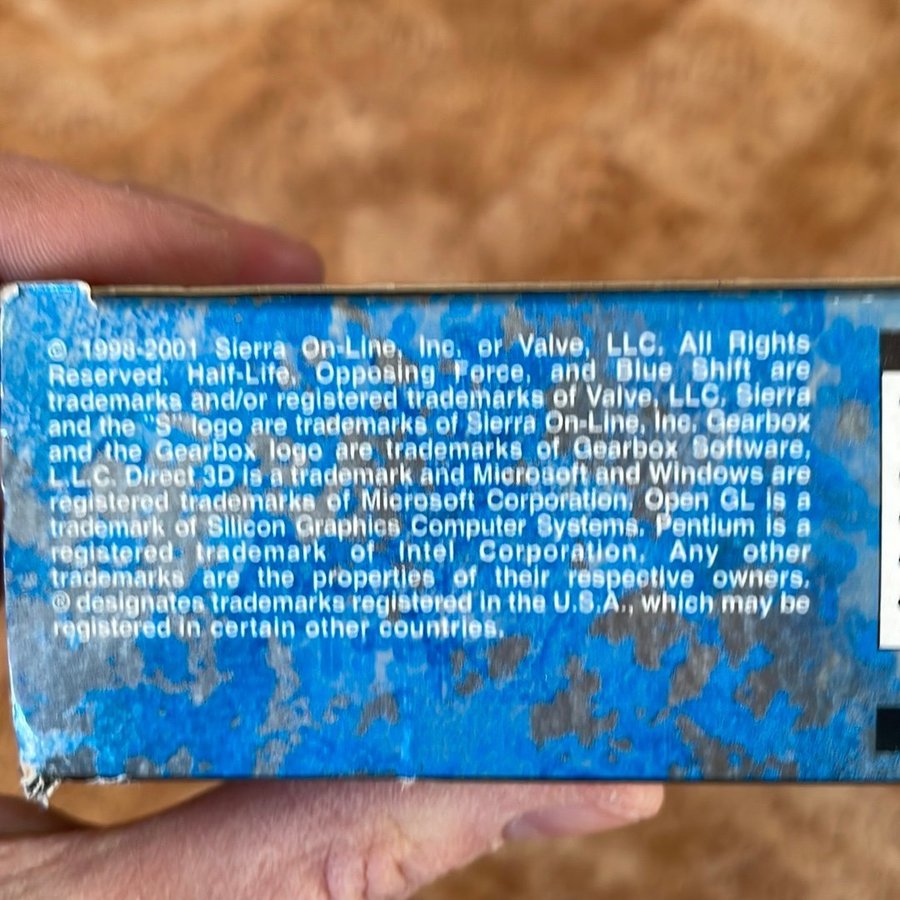 © 1998-2001 Sierra On-Line, Inc. or Valve, LLC. All Rights
Reserved. Half-Life, Opposing Force, and Blue Shift are
trademarks and/or registered trademarks of Valve, LLC. Sierra
and the "S" logo are trademarks of Sierra On-Line, Inc. Gearbox
and the Gearbox logo are trademarks of Gearbox Software,
L.L.C. Direct 3D is a trademark and Microsoft and Windows are
registered trademarks of Microsoft Corporation. Open GL is a
trademark of Silicon Graphics Computer Systems. Pentium is a
registered trademark of Intel Corporation. Any other
trademarks are the properties of their respective owners.
® designates trademarks registered in the U.S.A., which may be
registered in certain other countries.